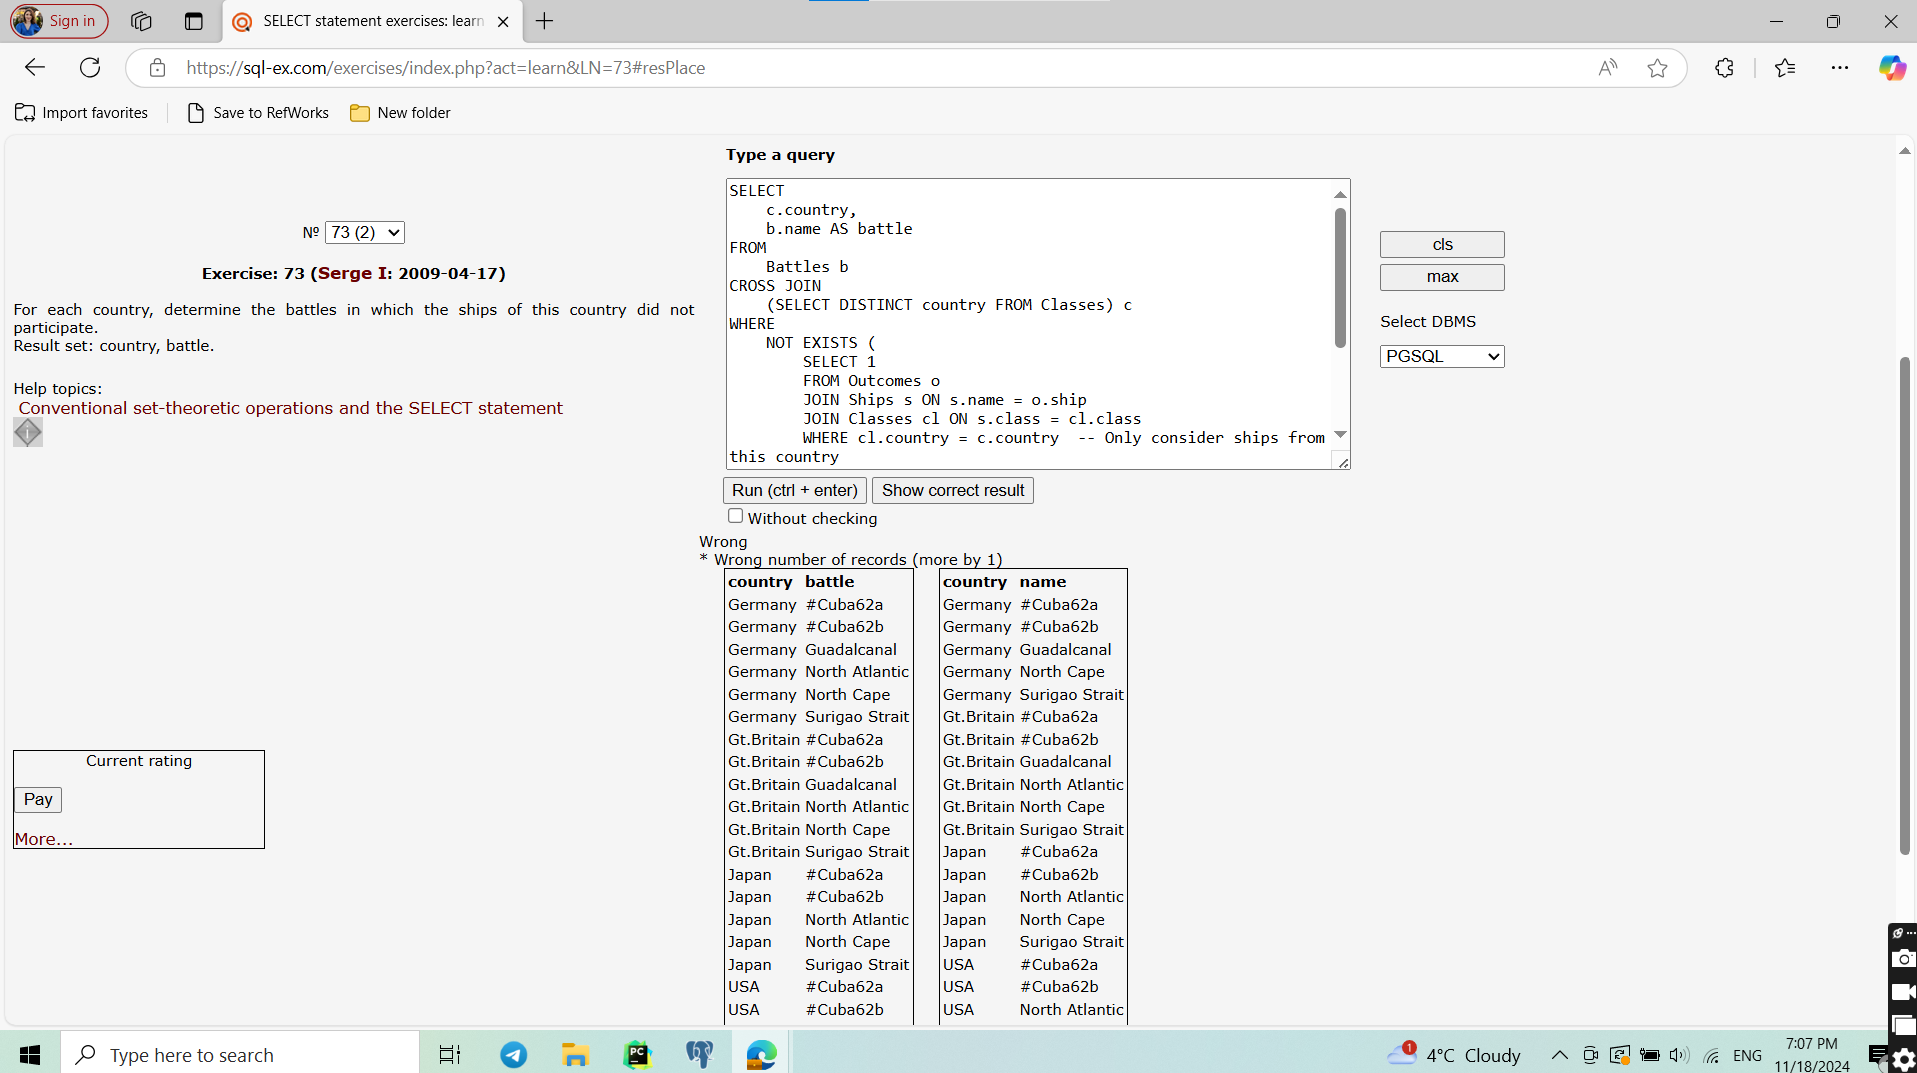 Sign in
SELECT statement exercises: learn
https://sql-ex.com/exercises/index.php?act=learn&LN=73#resPlace
Import favorites
Save to RefWorks
New folder
Type a query
SELECT
c.country,
b.name AS battle
FROM
Battles b
CROSS JOIN
(SELECT DISTINCT country FROM Classes) c
WHERE
NOT EXISTS (
SELECT 1
FROM Outcomes o
JOIN Ships s ON s.name = o.ship
JOIN Classes cl ON s.class = cl.class
WHERE cl.country = c.country  -- Only consider ships from
this country
№ 73 (2)
Exercise: 73 (Serge I: 2009-04-17)
For each country, determine the battles in which the ships of this country did not
participate.
Result set: country, battle.
Help topics:
Conventional set-theoretic operations and the SELECT statement
cls
max
Select DBMS
PGSQL
Run (ctrl + enter)
Show correct result
Without checking
Wrong
* Wrong number of records (more by 1)
country battle
Germany #Cuba62a
Germany #Cuba62b
Germany Guadalcanal
Germany North Atlantic
Germany North Cape
Germany Surigao Strait
Gt.Britain #Cuba62a
Gt.Britain #Cuba62b
Gt.Britain Guadalcanal
Gt.Britain North Atlantic
Gt.Britain North Cape
Gt.Britain Surigao Strait
Japan #Cuba62a
Japan #Cuba62b
Japan North Atlantic
Japan North Cape
Japan Surigao Strait
USA #Cuba62a
USA #Cuba62b
country name
Germany #Cuba62a
Germany #Cuba62b
Germany Guadalcanal
Germany North Cape
Germany Surigao Strait
Gt.Britain #Cuba62a
Gt.Britain #Cuba62b
Gt.Britain Guadalcanal
Gt.Britain North Atlantic
Gt.Britain North Cape
Gt.Britain Surigao Strait
Japan #Cuba62a
Japan #Cuba62b
Japan North Atlantic
Japan North Cape
Japan Surigao Strait
USA #Cuba62a
USA #Cuba62b
USA North Atlantic
Current rating
Pay
More...
Type here to search
PC
1
4°C Cloudy
ENG
7:07 PM
11/18/2024